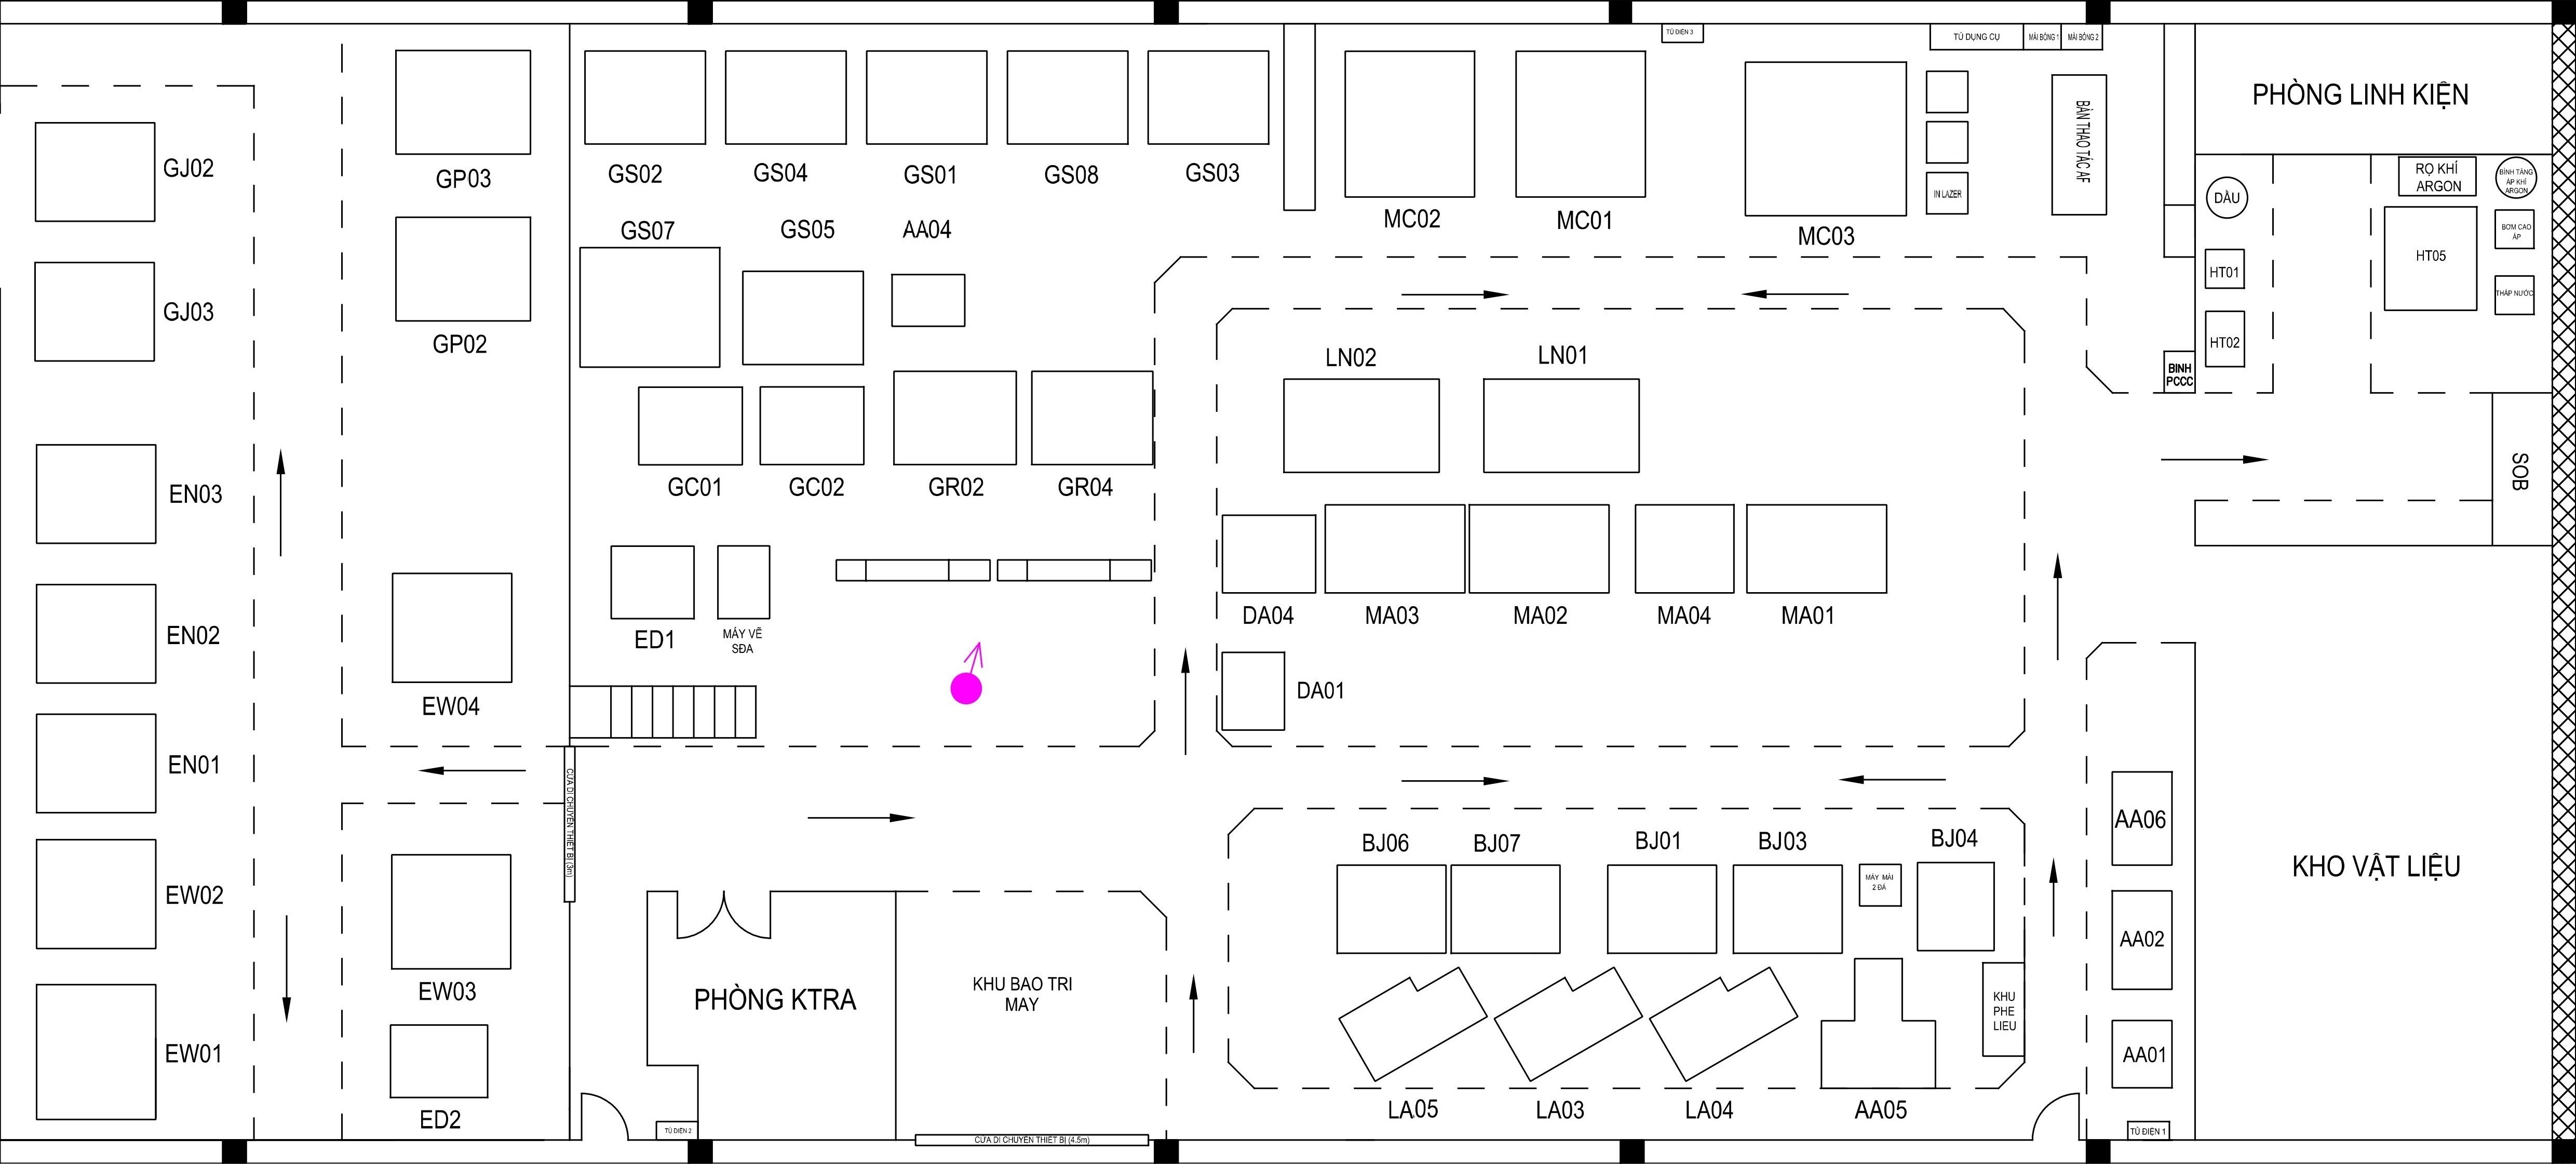 TỦ ĐIỆN 3
TỦ DỤNG CỤ
MÀI BÓNG 1
MÀI BÓNG 2
PHÒNG LINH KIỆN
BÀN THAO TÁC AF
GJ02
GP03
GS02
GS04
GS01
GS08
GS03
IN LAZER
RỌ KHÍ
ARGON
BÌNH TĂNG
ÁP KHÍ
ARGON
DẦU
MC02
MC01
MC03
GS07
GS05
AA04
BƠM CAO
ÁP
HT05
HT01
THÁP NƯỚC
GJ03
GP02
LN02
LN01
HT02
BINH
PCCC
EN03
GC01
GC02
GR02
GR04
SOB
EN02
ED1
MÁY VẼ
SĐA
DA04
MA03
MA02
MA04
MA01
EW04
DA01
EN01
CỬA DI CHUYỂN THIẾT BỊ (3m)
AA06
EW02
BJ06
BJ07
BJ01
BJ03
BJ04
MÁY MÀI
2 ĐÁ
KHO VẬT LIỆU
AA02
EW03
PHÒNG KTRA
KHU BAO TRI
MAY
KHU
PHE
LIEU
EW01
AA01
ED2
LA05
LA03
LA04
AA05
TỦ ĐIỆN 2
CỬA DI CHUYỂN THIẾT BỊ (4.5m)
TỦ ĐIỆN 1